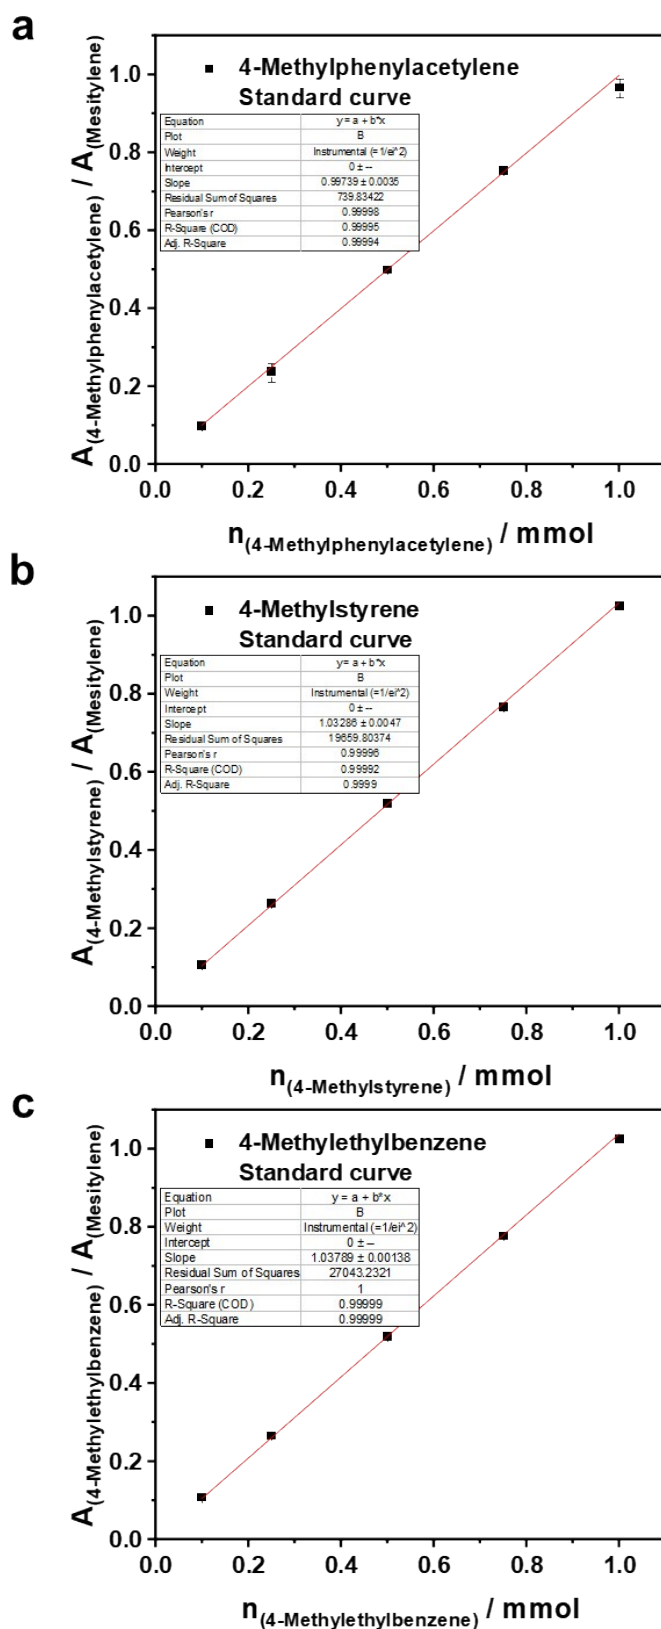 a
4-Methylphenylacetylene
Standard curve
Equation y = a + b*x
Plot B
Weight Instrumental (=1/ei^2)
Intercept 0 ± --
Slope 0.99739 ± 0.0035
Residual Sum of Squares 739.83422
Pearson's r 0.99998
R-Square (COD) 0.99995
Adj. R-Square 0.99994
A(4-Methylphenylacetylene) / A(Mesitylene)
1.0
0.8
0.6
0.4
0.2
0.0
0.0 0.2 0.4 0.6 0.8 1.0
n(4-Methylphenylacetylene) / mmol
b
4-Methylstyrene
Standard curve
Equation y = a + b*x
Plot B
Weight Instrumental (=1/ei^2)
Intercept 0 ± --
Slope 1.03286 ± 0.0047
Residual Sum of Squares 19659.80374
Pearson's r 0.99996
R-Square (COD) 0.99992
Adj. R-Square 0.9999
A(4-Methylstyrene) / A(Mesitylene)
1.0
0.8
0.6
0.4
0.2
0.0
0.0 0.2 0.4 0.6 0.8 1.0
n(4-Methylstyrene) / mmol
c
4-Methylethylbenzene
Standard curve
Equation y = a + b*x
Plot B
Weight Instrumental (=1/ei^2)
Intercept 0 ± --
Slope 1.03789 ± 0.00138
Residual Sum of Squares 27043.2321
Pearson's r 1
R-Square (COD) 0.99999
Adj. R-Square 0.99999
A(4-Methylethylbenzene) / A(Mesitylene)
1.0
0.8
0.6
0.4
0.2
0.0
0.0 0.2 0.4 0.6 0.8 1.0
n(4-Methylethylbenzene) / mmol